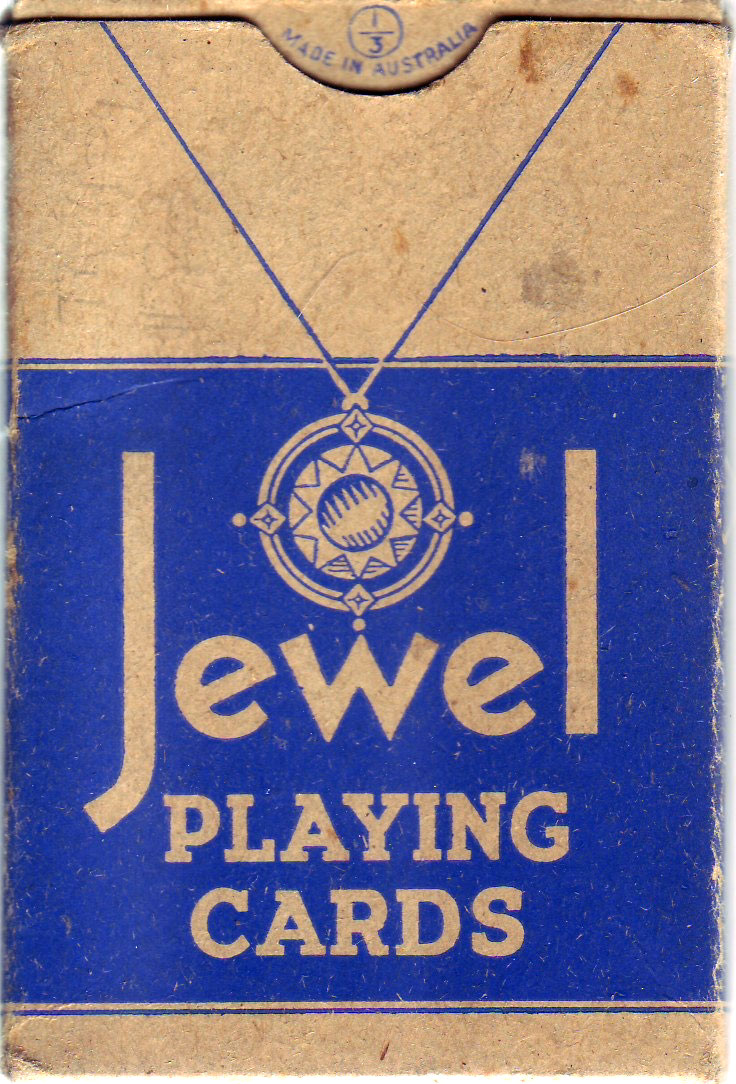 1/3
MADE IN AUSTRALIA
Jewel
PLAYING
CARDS